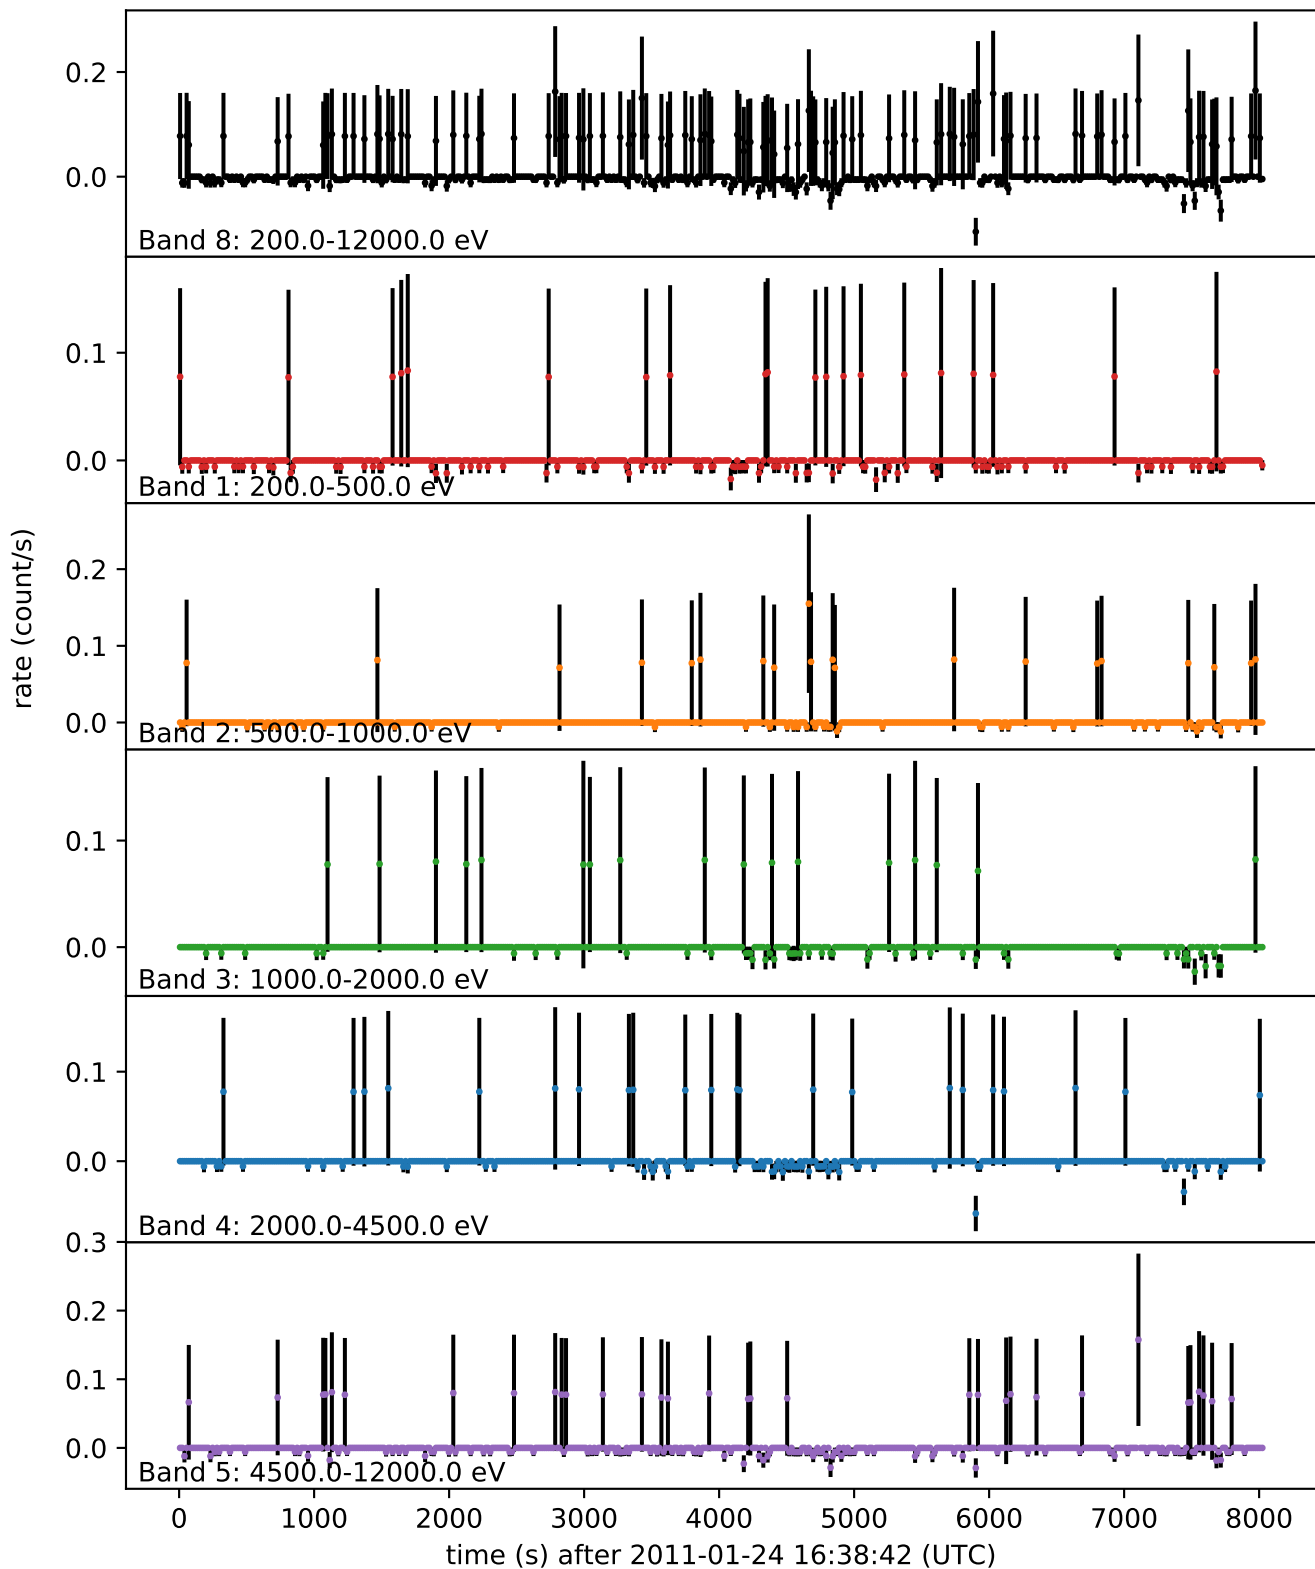 0.2
0.0
Band 8: 200.0-12000.0 eV
0.1
0.0
Band 1: 200.0-500.0 eV
0.2
0.1
0.0
Band 2: 500.0-1000.0 eV
0.1
0.0
Band 3: 1000.0-2000.0 eV
0.1
0.0
Band 4: 2000.0-4500.0 eV
0.3
0.2
0.1
0.0
Band 5: 4500.0-12000.0 eV
rate (count/s)
0 1000 2000 3000 4000 5000 6000 7000 8000
time (s) after 2011-01-24 16:38:42 (UTC)